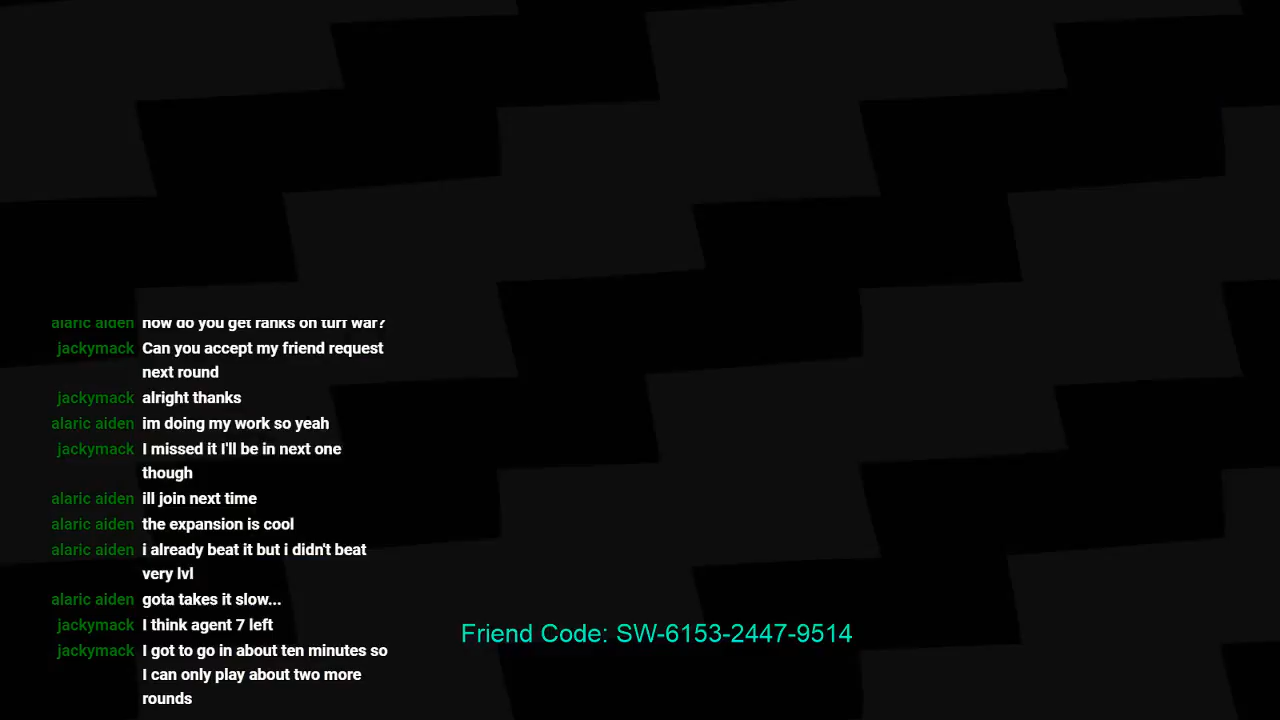 alaric aiden how do you get ranks on turf war?
jackymack Can you accept my friend request
next round
jackymack alright thanks
alaric aiden im doing my work so yeah
jackymack I missed it I'll be in next one
though
alaric aiden ill join next time
alaric aiden the expansion is cool
alaric aiden i already beat it but i didn't beat
very lvl
alaric aiden gota takes it slow...
jackymack I think agent 7 left
jackymack I got to go in about ten minutes so
I can only play about two more
rounds
Friend Code: SW-6153-2447-9514